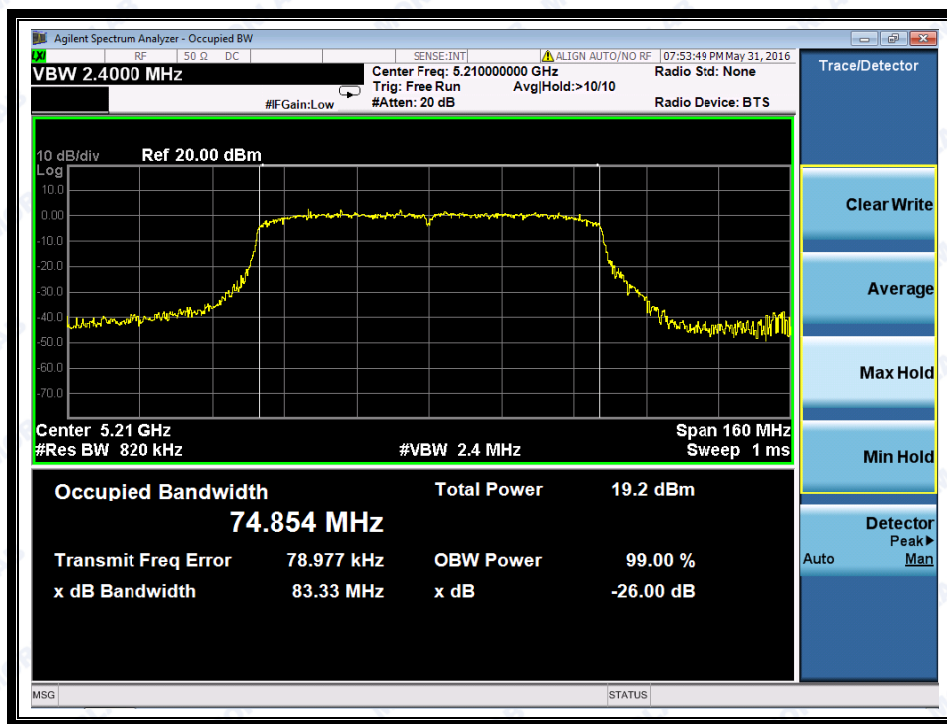 Agilent Spectrum Analyzer - Occupied BW
LXI RF 50 Ω DC SENSE:INT ALIGN AUTO/NO RF 07:53:49 PM May 31, 2016
VBW 2.4000 MHz
Center Freq: 5.210000000 GHz Radio Std: None
Trig: Free Run Avg|Hold:>10/10
#IFGain:Low #Atten: 20 dB Radio Device: BTS
10 dB/div Ref 20.00 dBm
Log
10.0
0.00
-10.0
-20.0
-30.0
-40.0
-50.0
-60.0
-70.0
Center 5.21 GHz Span 160 MHz
#Res BW 820 kHz #VBW 2.4 MHz Sweep 1 ms
Occupied Bandwidth Total Power 19.2 dBm
74.854 MHz
Transmit Freq Error 78.977 kHz OBW Power 99.00 %
x dB Bandwidth 83.33 MHz x dB -26.00 dB
MSG STATUS
Trace/Detector
Clear Write
Average
Max Hold
Min Hold
Detector
Peak▶
Auto Man